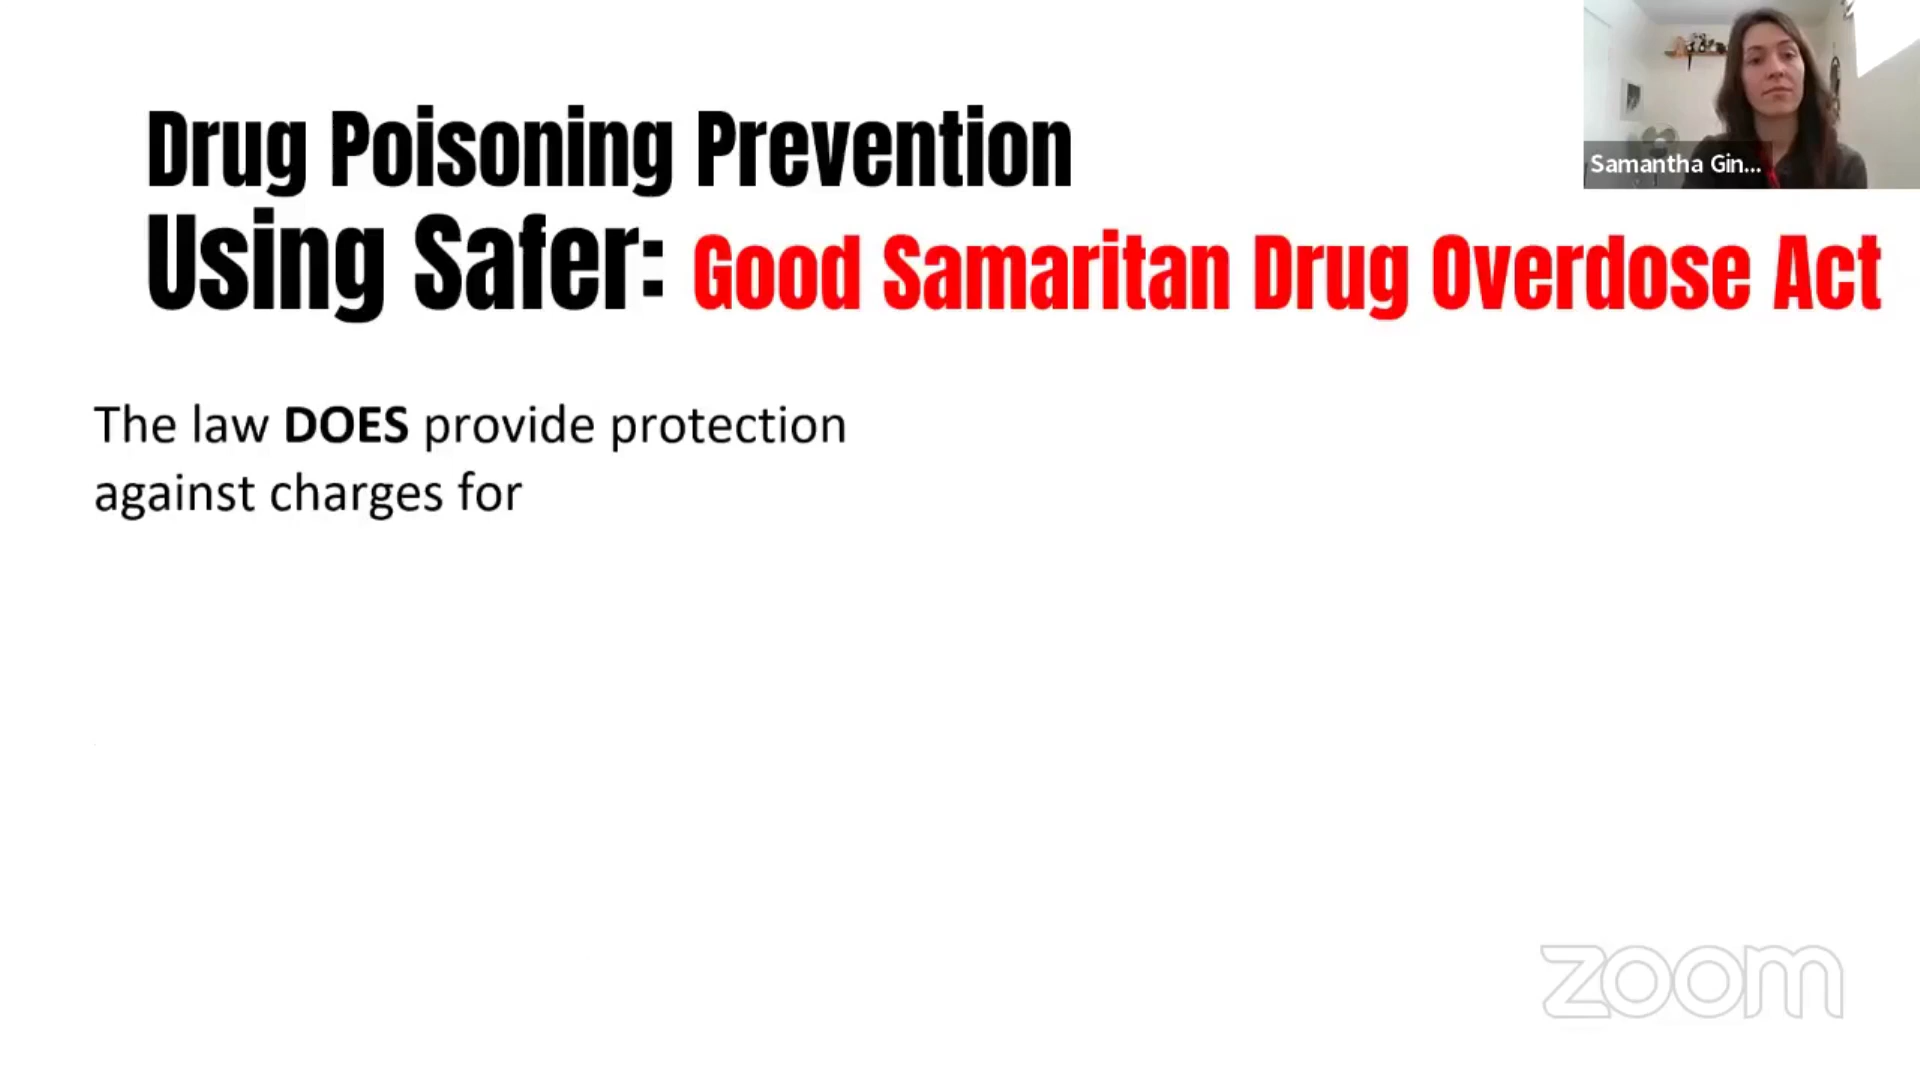 Drug Poisoning Prevention
Using Safer: Good Samaritan Drug Overdose Act
Samantha Gin...
The law DOES provide protection
against charges for
zoom